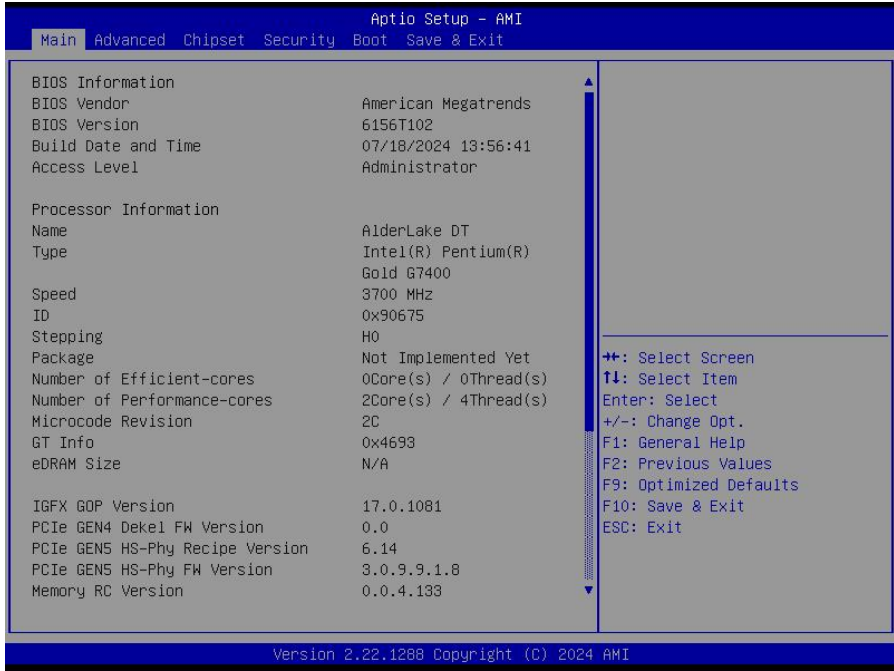 Aptio Setup – AMI
Main Advanced Chipset Security Boot Save & Exit
BIOS Information
BIOS Vendor American Megatrends
BIOS Version 6156T102
Build Date and Time 07/18/2024 13:56:41
Access Level Administrator
Processor Information
Name AlderLake DT
Type Intel(R) Pentium(R)
Gold G7400
Speed 3700 MHz
ID 0x90675
Stepping H0
Package Not Implemented Yet
Number of Efficient-cores 0Core(s) / 0Thread(s)
Number of Performance-cores 2Core(s) / 4Thread(s)
Microcode Revision 2C
GT Info 0x4693
eDRAM Size N/A
IGFX GOP Version 17.0.1081
PCIe GEN4 Dekel FW Version 0.0
PCIe GEN5 HS-Phy Recipe Version 6.14
PCIe GEN5 HS-Phy FW Version 3.0.9.9.1.8
Memory RC Version 0.0.4.133
→←: Select Screen
↑↓: Select Item
Enter: Select
+/-: Change Opt.
F1: General Help
F2: Previous Values
F9: Optimized Defaults
F10: Save & Exit
ESC: Exit
Version 2.22.1288 Copyright (C) 2024 AMI